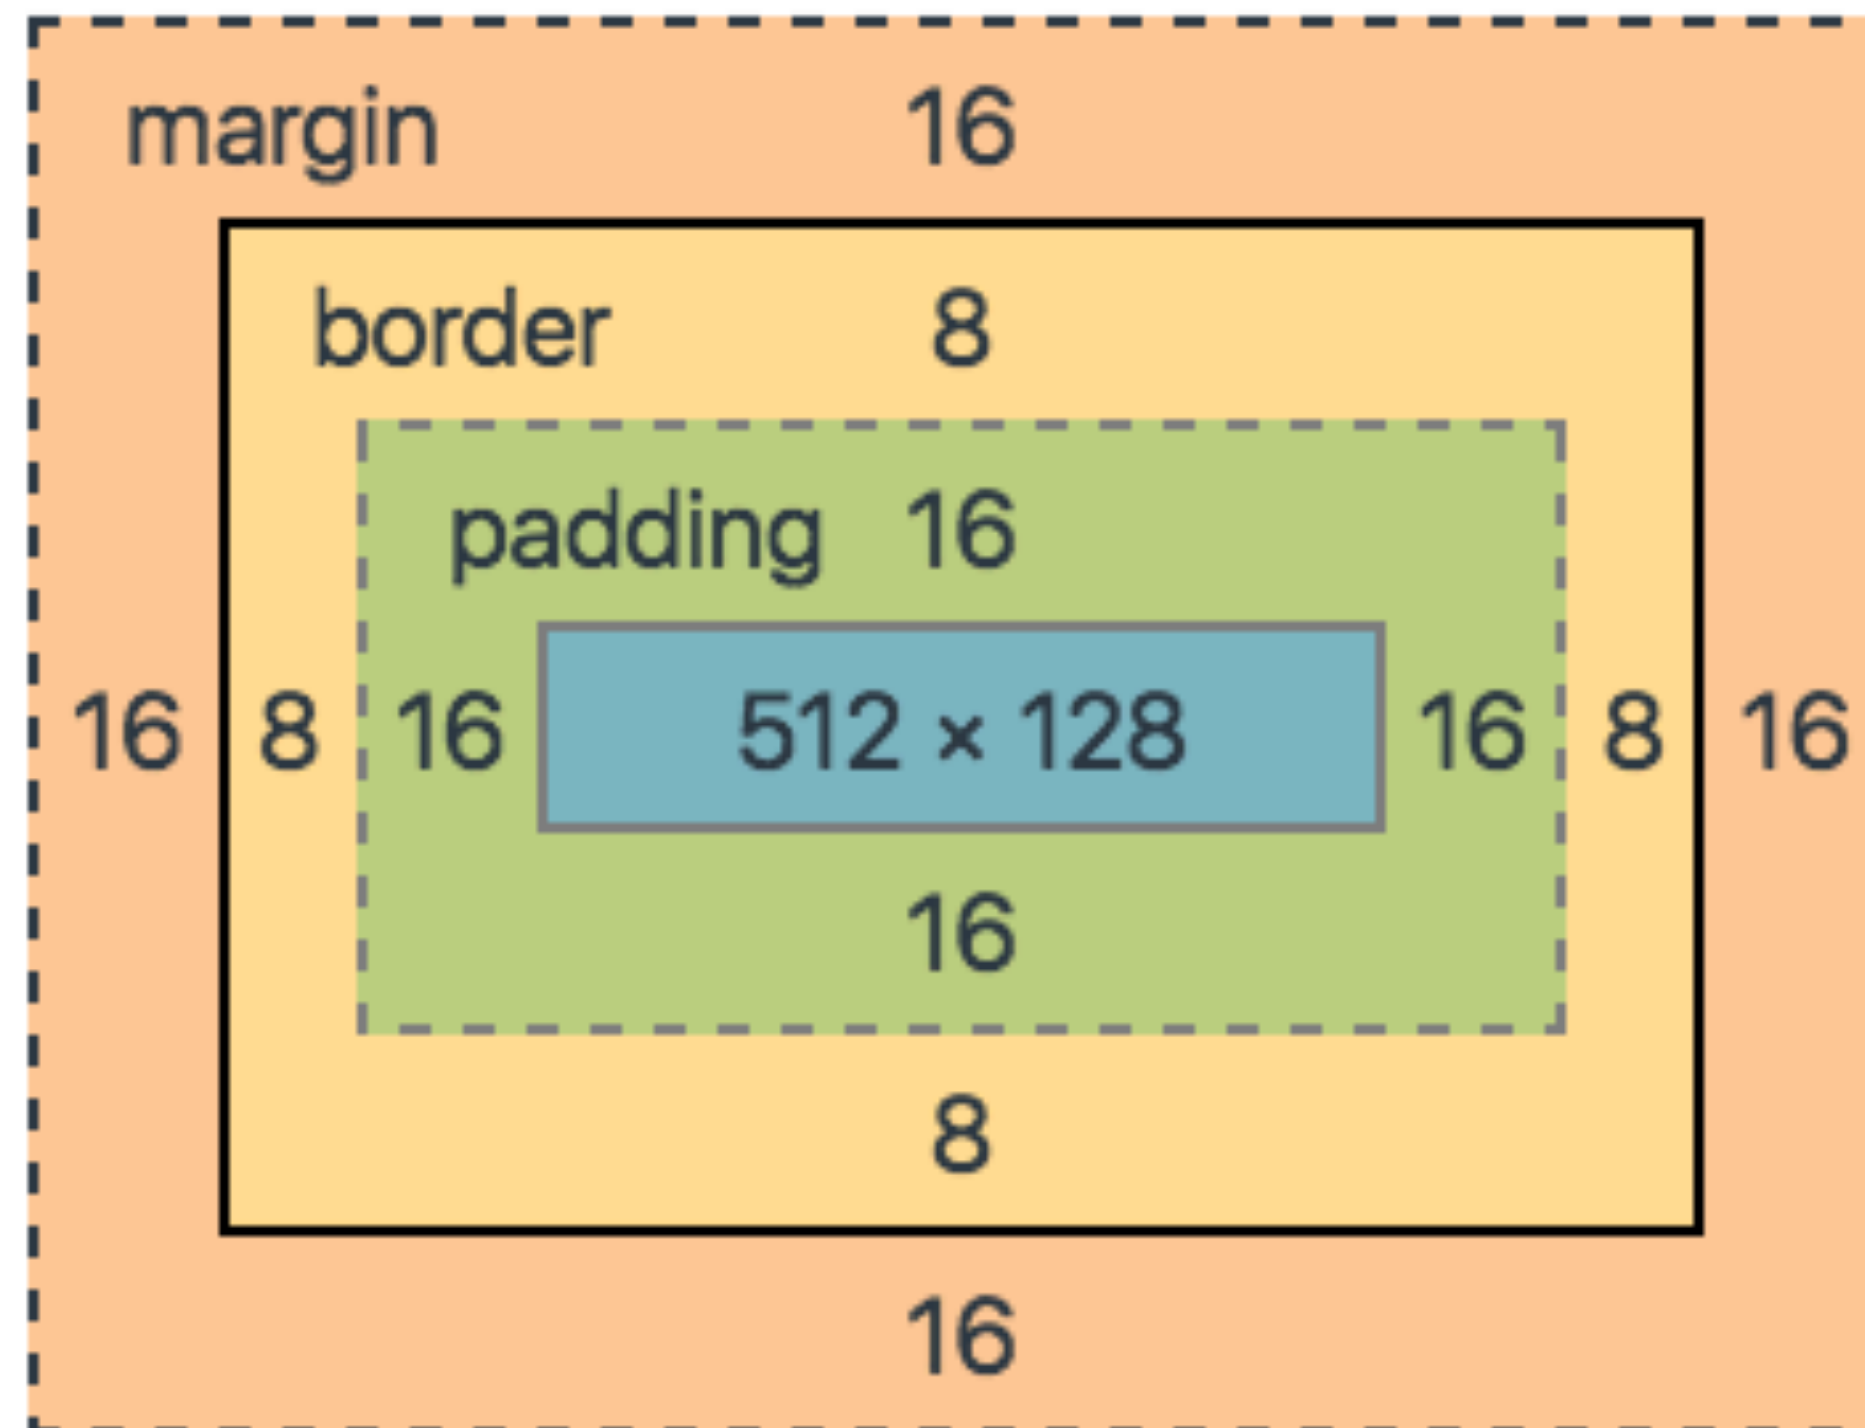 margin 16
border 8
padding 16
16 8 16 512 × 128 16 8 16
16
8
16